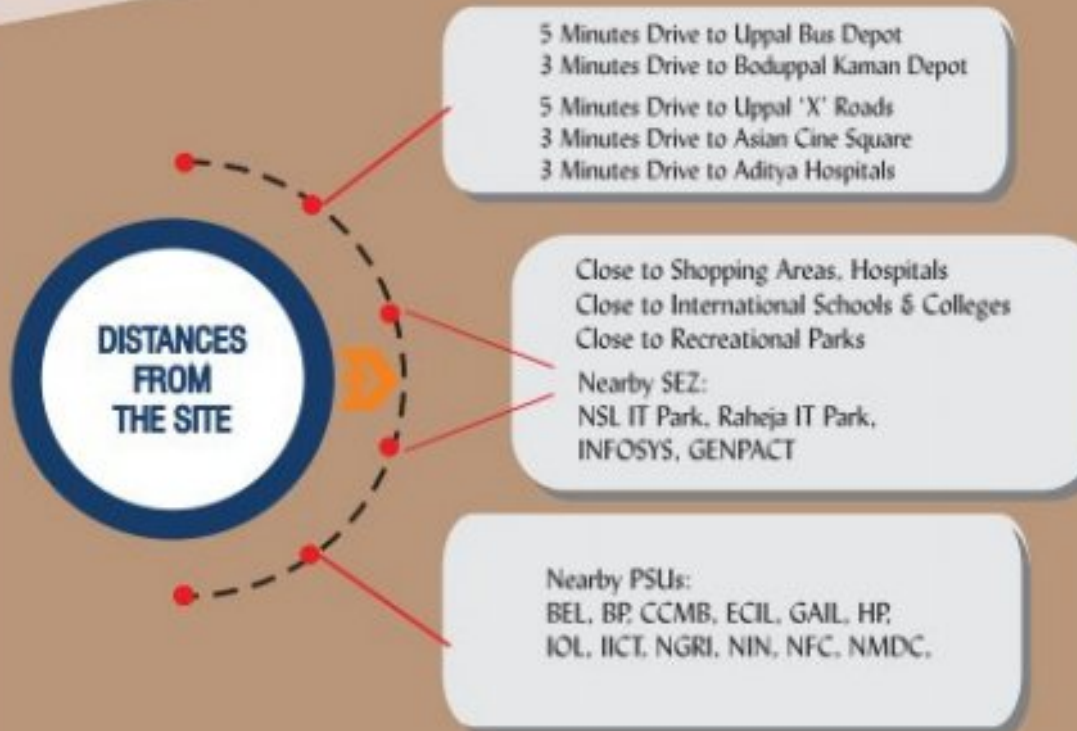 DISTANCES
FROM
THE SITE
5 Minutes Drive to Uppal Bus Depot
3 Minutes Drive to Boduppal Kaman Depot
5 Minutes Drive to Uppal 'X' Roads
3 Minutes Drive to Asian Cine Square
3 Minutes Drive to Aditya Hospitals
Close to Shopping Areas, Hospitals
Close to International Schools & Colleges
Close to Recreational Parks
Nearby SEZ:
NSL IT Park, Raheja IT Park,
INFOSYS, GENPACT
Nearby PSUs:
BEL, BP, CCMB, ECIL, GAIL, HP,
IOL, IICT, NGRI, NIN, NFC, NMDC,